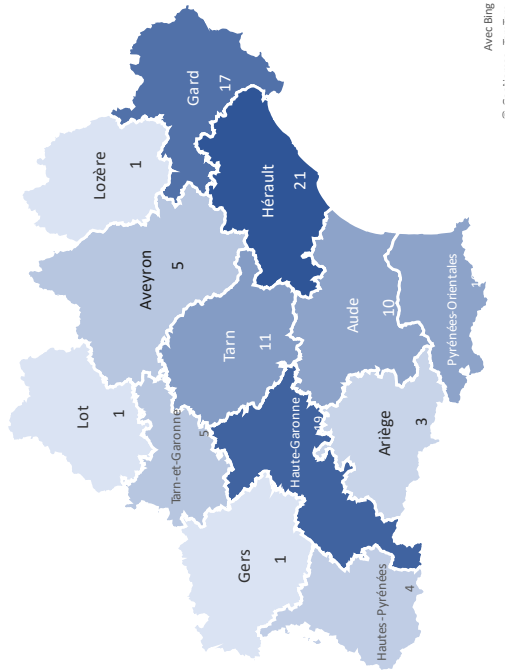 Lot
1
Lozère
1
Aveyron
5
Tarn-et-Garonne
5
Gard
17
Tarn
11
Gers
1
Hérault
21
Haute-Garonne
19
Aude
10
Hautes-Pyrénées
4
Ariège
3
Pyrénées-Orientales
Avec Bing